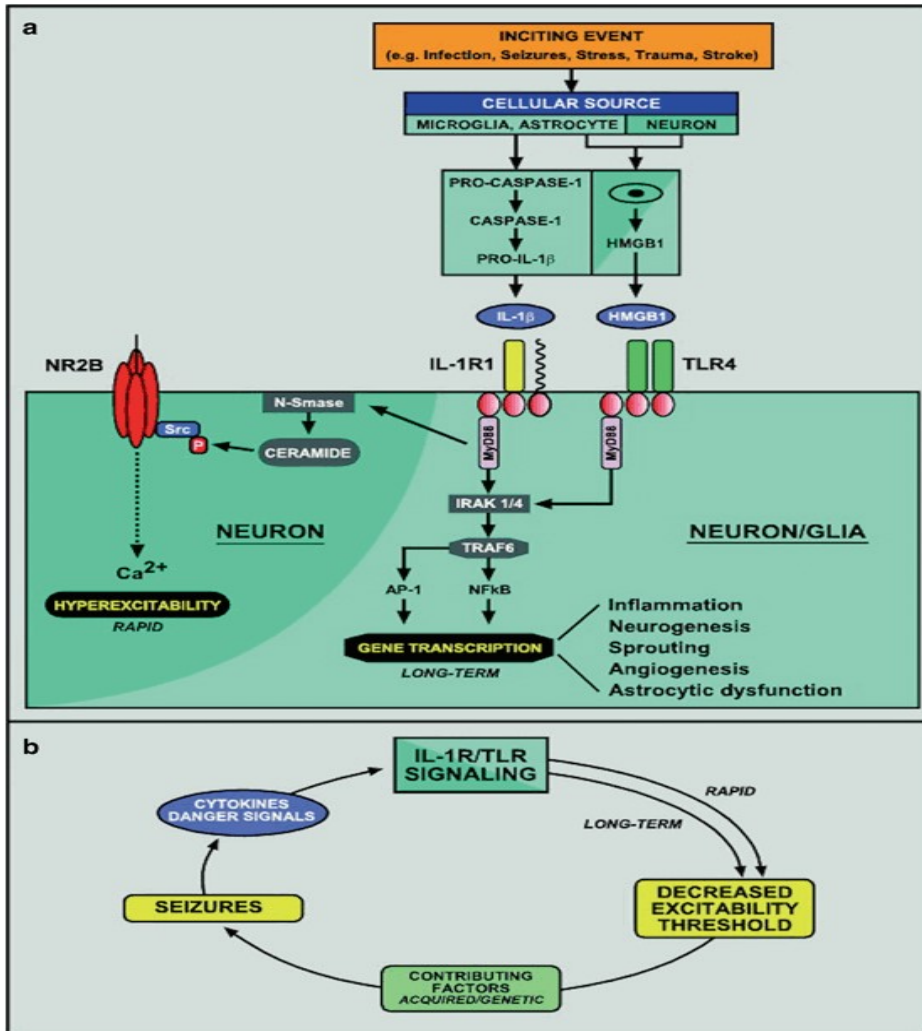 a
INCITING EVENT
(e.g. Infection, Seizures, Stress, Trauma, Stroke)
CELLULAR SOURCE
MICROGLIA, ASTROCYTE NEURON
PRO-CASPASE-1
CASPASE-1
PRO-IL-1β
HMGB1
IL-1β
HMGB1
NR2B
IL-1R1
TLR4
N-Smase
Src
P
CERAMIDE
MyD88
MyD88
IRAK 1/4
NEURON
NEURON/GLIA
TRAF6
Ca2+
AP-1
NFkB
HYPEREXCITABILITY
RAPID
GENE TRANSCRIPTION
LONG-TERM
Inflammation
Neurogenesis
Sprouting
Angiogenesis
Astrocytic dysfunction
b
IL-1R/TLR
SIGNALING
CYTOKINES
DANGER SIGNALS
RAPID
LONG-TERM
SEIZURES
DECREASED
EXCITABILITY
THRESHOLD
CONTRIBUTING
FACTORS
ACQUIRED/GENETIC